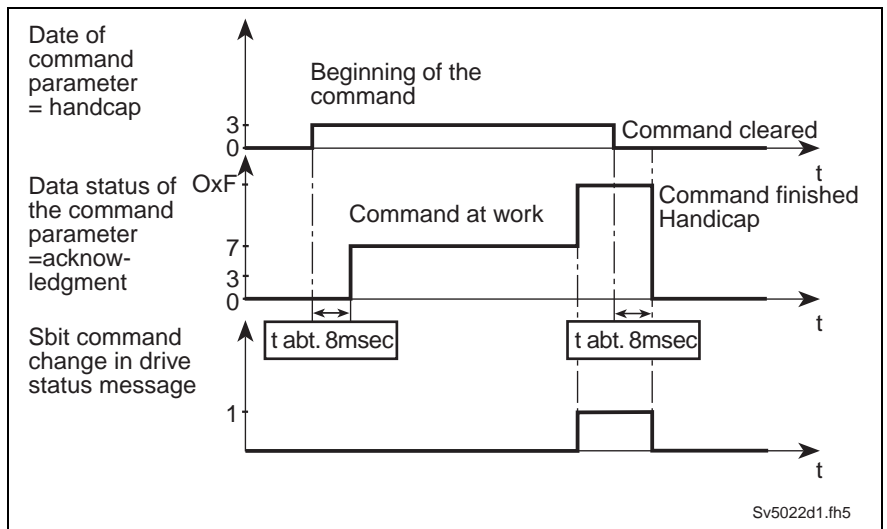 Date of
command
parameter
= handcap
Beginning of the
command
3
0
Command cleared
t
Data status of
the command
parameter
=acknow-
ledgment
OxF
7
3
0
Command at work
Command finished
Handicap
t
t abt. 8msec
t abt. 8msec
Sbit command
change in drive
status message
1
t
Sv5022d1.fh5